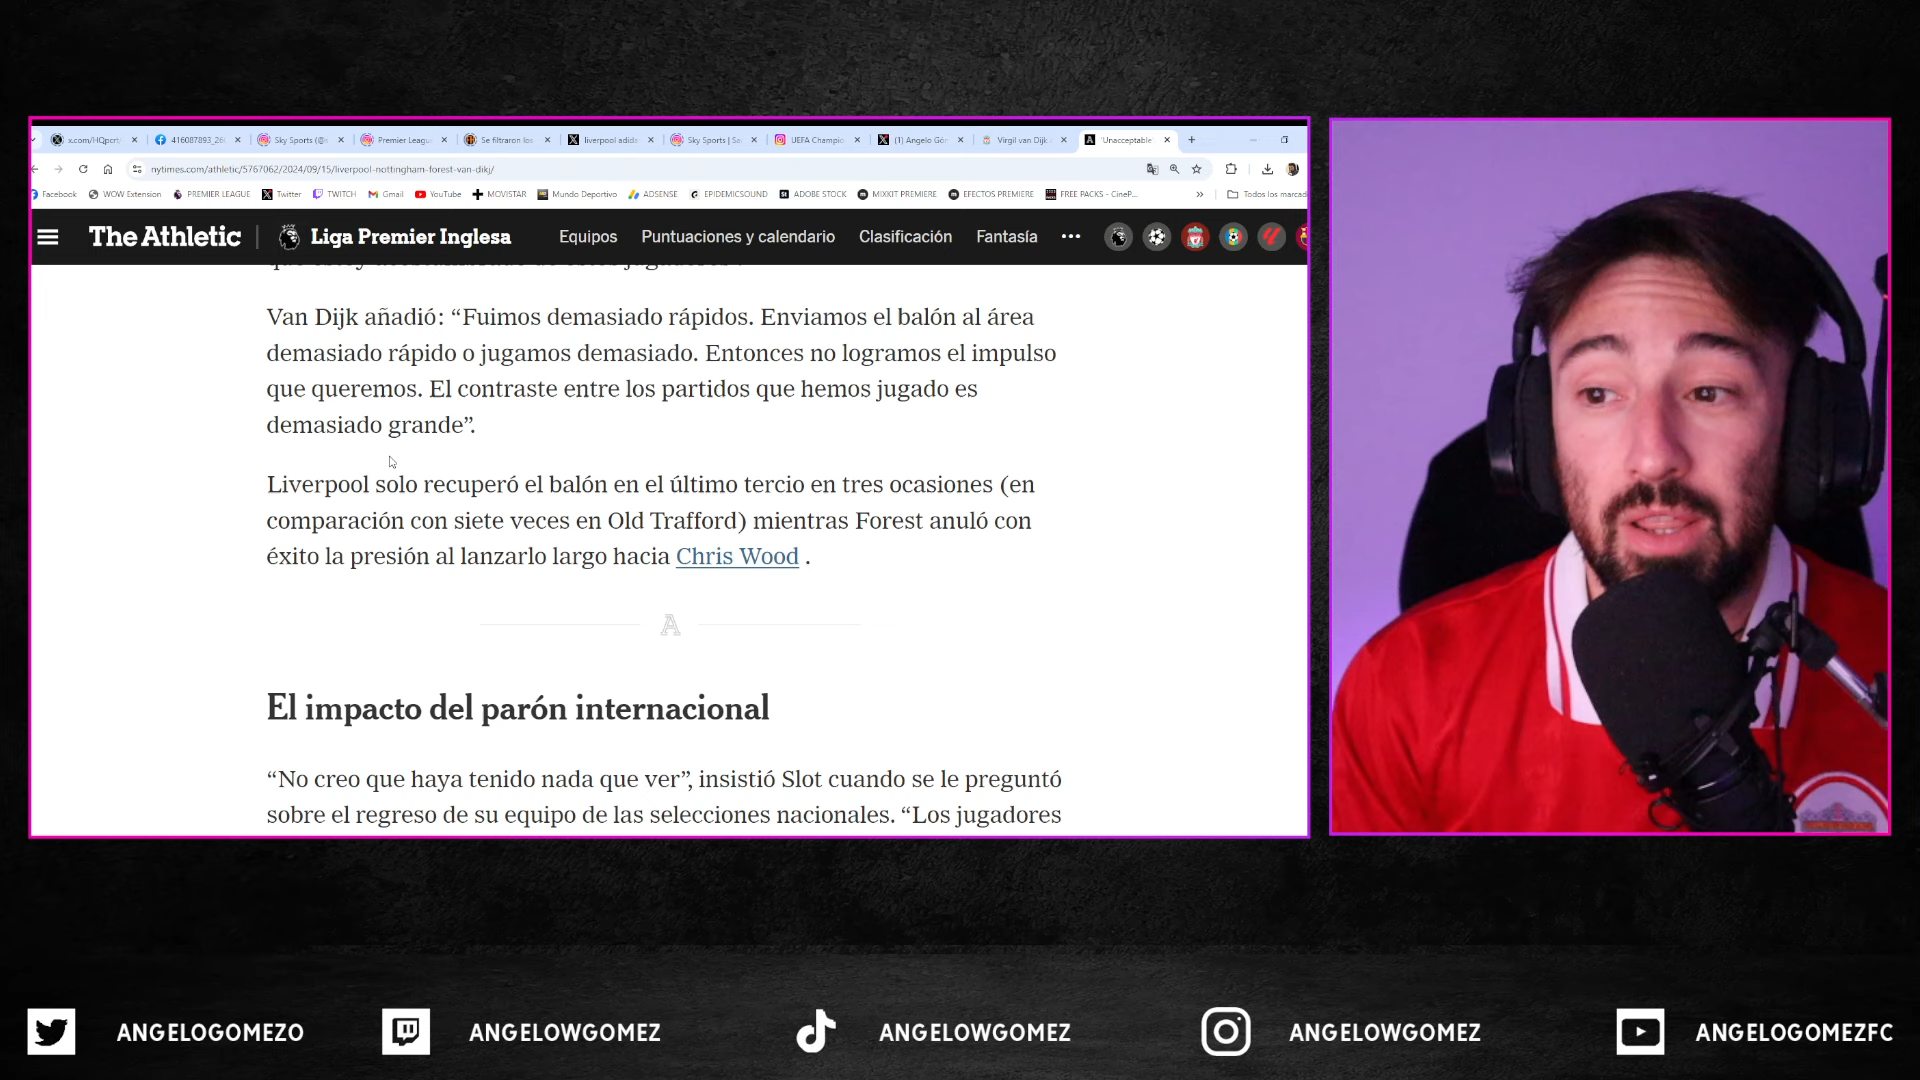 x.com/HQpcrt
416087893_26
Sky Sports (@s
Premier Leagu
Se filtraron los
liverpool adida
Sky Sports | Sa
UEFA Champio
(1) Angelo Góm
Virgil van Dijk
'Unacceptable'
nytimes.com/athletic/5767062/2024/09/15/liverpool-nottingham-forest-van-dikj/
Facebook WOW Extension PREMIER LEAGUE Twitter TWITCH Gmail YouTube MOVISTAR Mundo Deportivo ADSENSE EPIDEMICSOUND ADOBE STOCK MIXKIT PREMIERE EFECTOS PREMIERE FREE PACKS - CineP... » Todos los marcad
The Athletic | Liga Premier Inglesa Equipos Puntuaciones y calendario Clasificación Fantasía
Van Dijk añadió: “Fuimos demasiado rápidos. Enviamos el balón al área
demasiado rápido o jugamos demasiado. Entonces no logramos el impulso
que queremos. El contraste entre los partidos que hemos jugado es
demasiado grande”.
Liverpool solo recuperó el balón en el último tercio en tres ocasiones (en
comparación con siete veces en Old Trafford) mientras Forest anuló con
éxito la presión al lanzarlo largo hacia Chris Wood .
A
El impacto del parón internacional
“No creo que haya tenido nada que ver”, insistió Slot cuando se le preguntó
sobre el regreso de su equipo de las selecciones nacionales. “Los jugadores
ANGELOGOMEZO ANGELOWGOMEZ ANGELOWGOMEZ ANGELOWGOMEZ ANGELOGOMEZFC